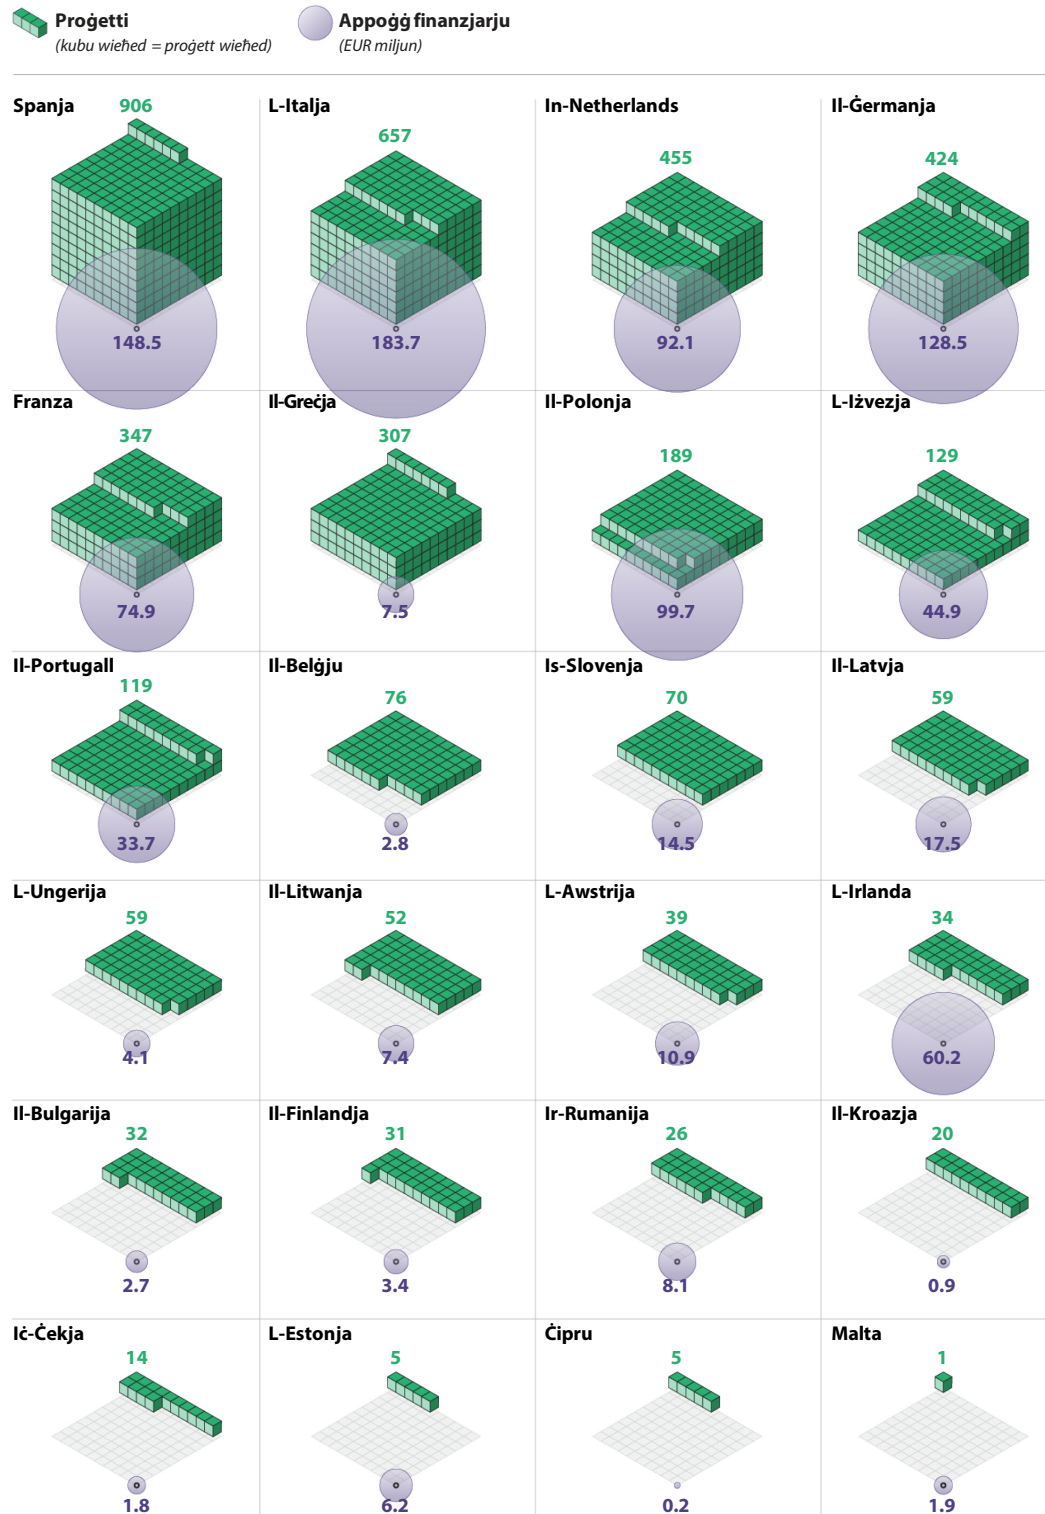 Proġetti
(kubu wieħed = proġett wieħed)
Appoġġ finanzjarju
(EUR miljun)
Spanja
906
148.5
L-Italja
657
183.7
In-Netherlands
455
92.1
Il-Ġermanja
424
128.5
Franza
347
74.9
Il-Greċja
307
7.5
Il-Polonja
189
99.7
L-Iżvezja
129
44.9
Il-Portugall
119
33.7
Il-Belġju
76
2.8
Is-Slovenja
70
14.5
Il-Latvja
59
17.5
L-Ungerija
59
4.1
Il-Litwanja
52
7.4
L-Awstrija
39
10.9
L-Irlanda
34
60.2
Il-Bulgarija
32
2.7
Il-Finlandja
31
3.4
Ir-Rumanija
26
8.1
Il-Kroazja
20
0.9
Iċ-Ċekja
14
1.8
L-Estonja
5
6.2
Ċipru
5
0.2
Malta
1
1.9